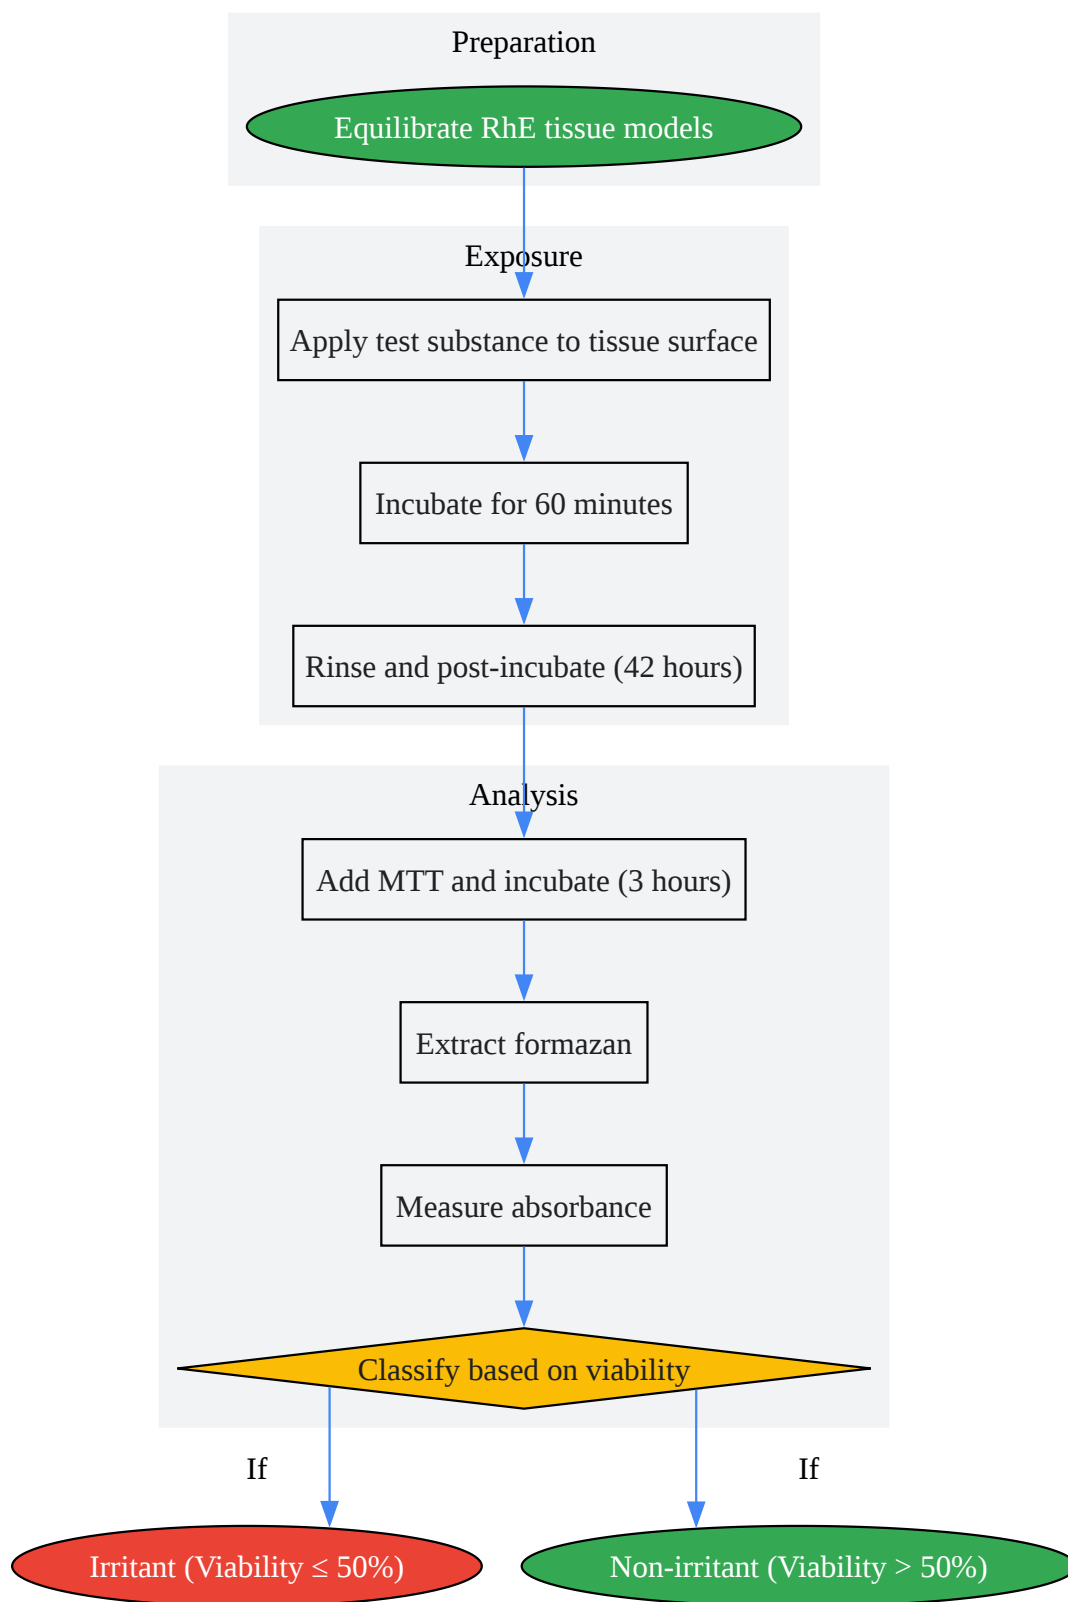 Preparation
Equilibrate RhE tissue models
Exposure
Apply test substance to tissue surface
Incubate for 60 minutes
Rinse and post-incubate (42 hours)
Analysis
Add MTT and incubate (3 hours)
Extract formazan
Measure absorbance
Classify based on viability
If
If
Irritant (Viability ≤ 50%)
Non-irritant (Viability > 50%)